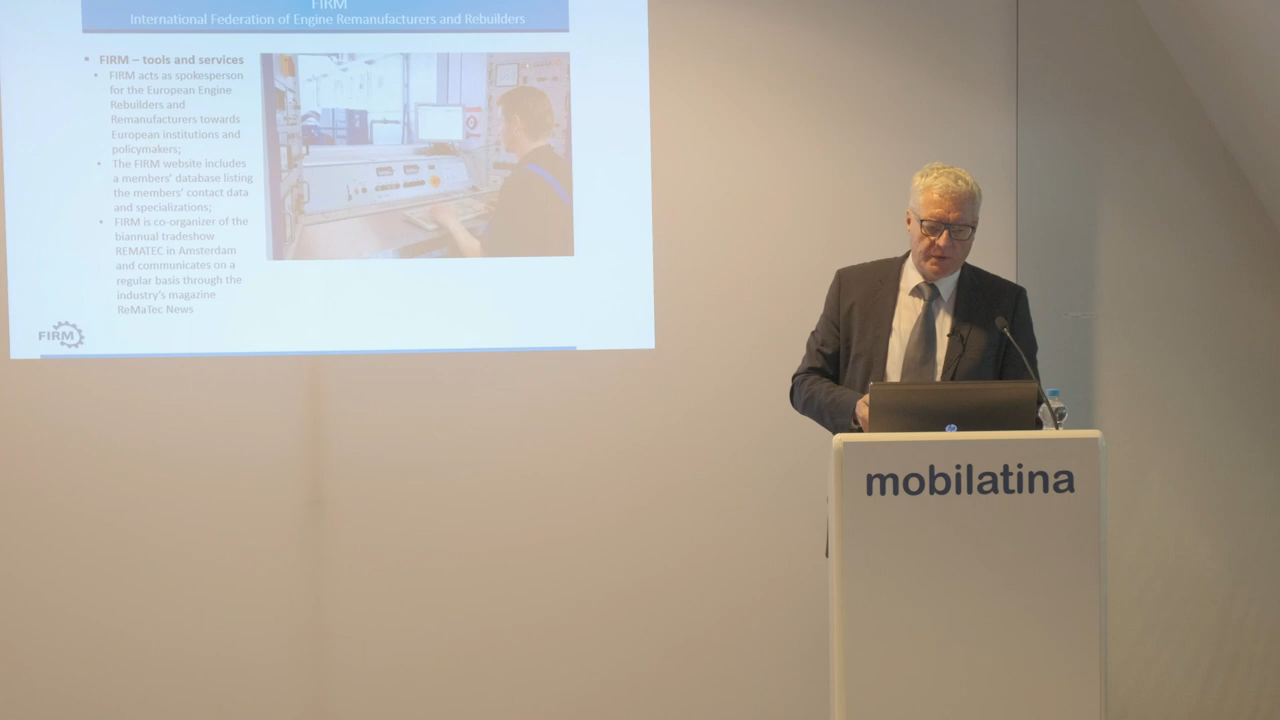 FIRM
International Federation of Engine Remanufacturers and Rebuilders
▪ FIRM – tools and services
• FIRM acts as spokesperson
for the European Engine
Rebuilders and
Remanufacturers towards
European institutions and
policymakers;
• The FIRM website includes
a members' database listing
the members' contact data
and specializations;
• FIRM is co-organizer of the
biannual tradeshow
REMATEC in Amsterdam
and communicates on a
regular basis through the
industry's magazine
ReMaTec News
FIRM
hp
mobilatina